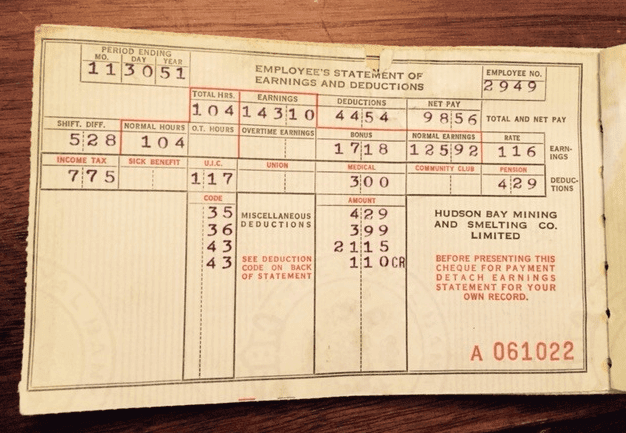 PERIOD ENDING
MO. DAY YEAR
11 30 51
EMPLOYEE'S STATEMENT OF
EARNINGS AND DEDUCTIONS
EMPLOYEE NO.
2949
TOTAL HRS. EARNINGS DEDUCTIONS NET PAY
104 143 10 44 54 98 56 TOTAL AND NET PAY
SHIFT. DIFF. NORMAL HOURS O.T. HOURS OVERTIME EARNINGS BONUS NORMAL EARNINGS RATE
5 28 104 17 18 125 92 1 16 EARN-
INGS
INCOME TAX SICK BENEFIT U.I.C. UNION MEDICAL COMMUNITY CLUB PENSION
7 75 1 17 3 00 4 29 DEDUC-
TIONS
CODE
35
36
43
43
MISCELLANEOUS
DEDUCTIONS
SEE DEDUCTION
CODE ON BACK
OF STATEMENT
AMOUNT
4 29
3 99
21 15
1 10 CR
HUDSON BAY MINING
AND SMELTING CO.
LIMITED
BEFORE PRESENTING THIS
CHEQUE FOR PAYMENT
DETACH EARNINGS
STATEMENT FOR YOUR
OWN RECORD.
A 061022